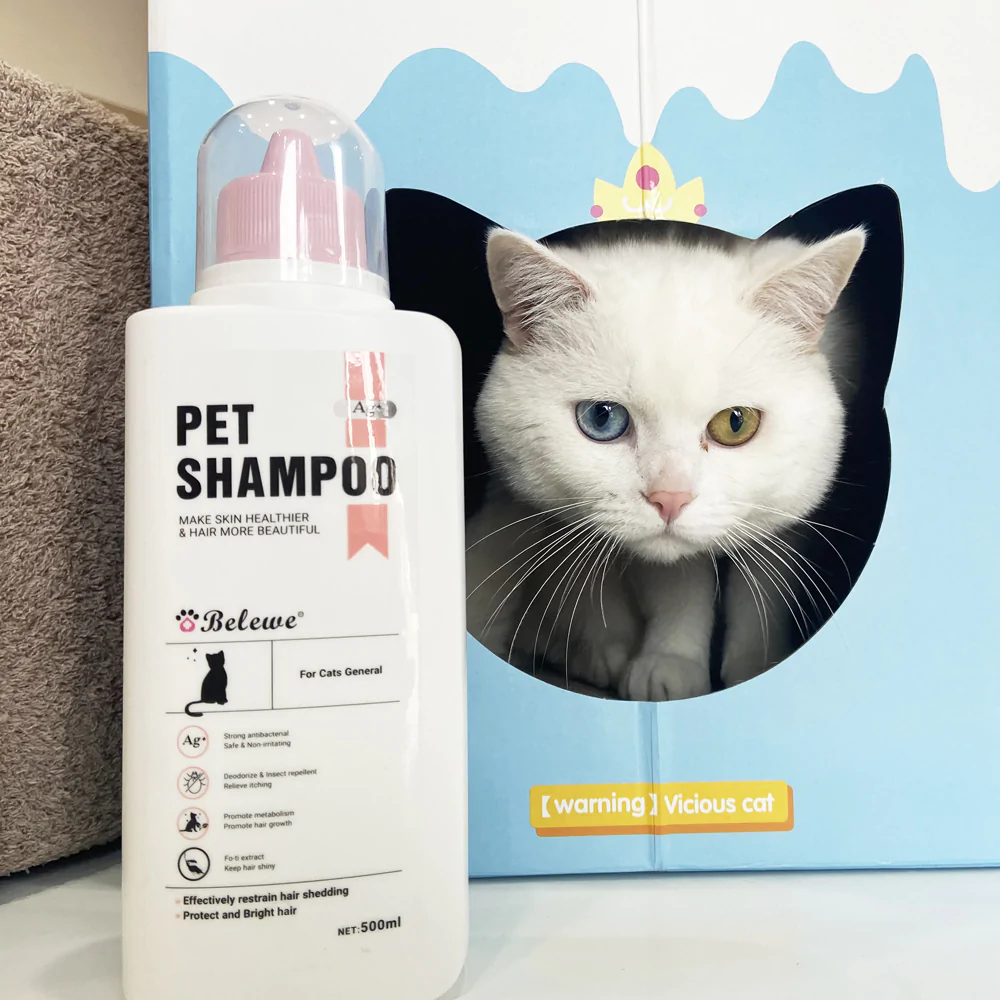 Ag+
PET
SHAMPOO
MAKE SKIN HEALTHIER
& HAIR MORE BEAUTIFUL
Belewe®
For Cats General
Ag+
Strong antibacterial
Safe & Non-irritating
Deodorize & Insect repellent
Relieve itching
Promote metabolism
Promote hair growth
Fo-ti extract
Keep hair shiny
Effectively restrain hair shedding
Protect and Bright hair
NET:500ml
【warning】Vicious cat